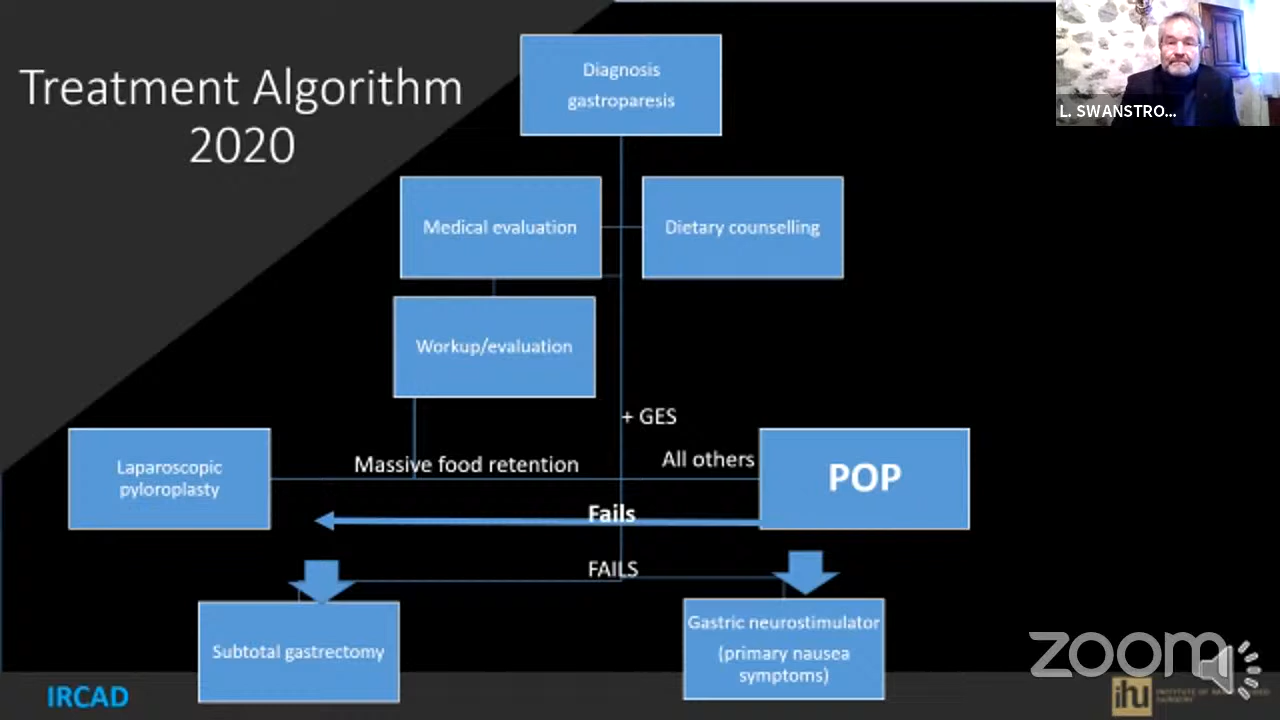 Treatment Algorithm
2020
Diagnosis
gastroparesis
L. SWANSTRO...
Medical evaluation
Dietary counselling
Workup/evaluation
+ GES
Laparoscopic
pyloroplasty
Massive food retention
All others
POP
Fails
FAILS
Subtotal gastrectomy
Gastric neurostimulator
(primary nausea
symptoms)
zoom
IRCAD
ihu
SURGERY